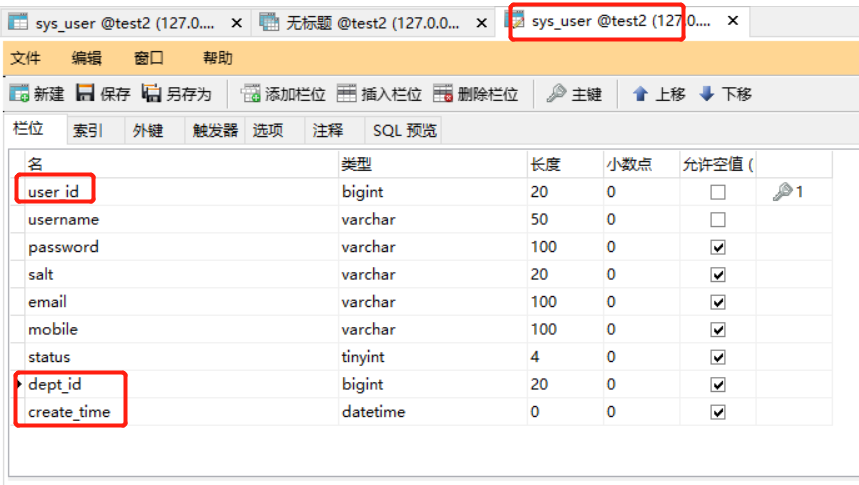 sys_user @test2 (127.0.... × 无标题 @test2 (127.0.0... × sys_user @test2 (127.0.... ×
文件 编辑 窗口 帮助
新建 保存 另存为 添加栏位 插入栏位 删除栏位 主键 上移 下移
栏位 索引 外键 触发器 选项 注释 SQL 预览
名 类型 长度 小数点 允许空值 (
user_id bigint 20 0 1
username varchar 50 0
password varchar 100 0
salt varchar 20 0
email varchar 100 0
mobile varchar 100 0
status tinyint 4 0
dept_id bigint 20 0
create_time datetime 0 0